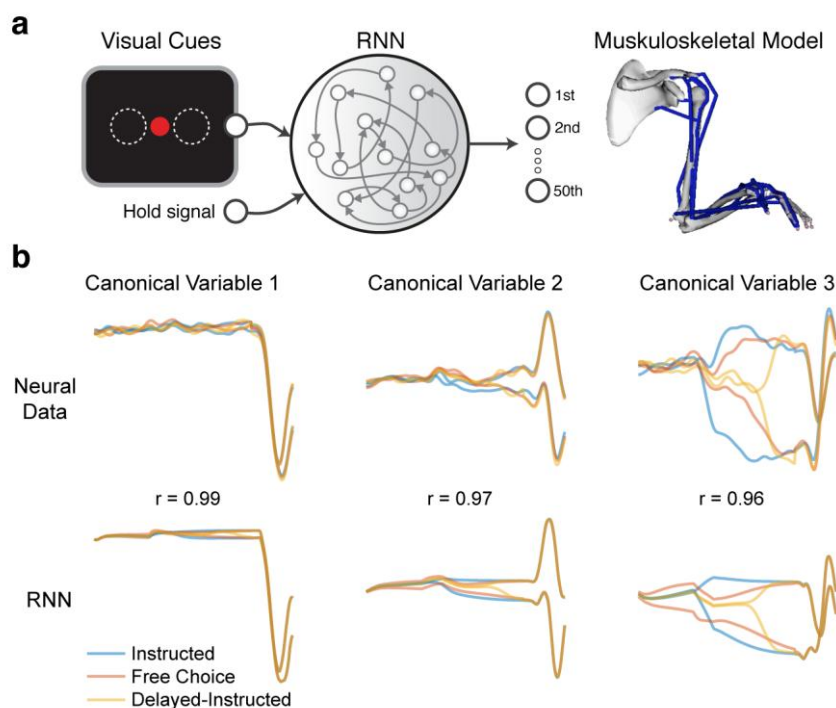 a
Visual Cues
RNN
Muskuloskeletal Model
1st
2nd
50th
Hold signal
b
Canonical Variable 1
Canonical Variable 2
Canonical Variable 3
Neural
Data
r = 0.99
r = 0.97
r = 0.96
RNN
Instructed
Free Choice
Delayed-Instructed